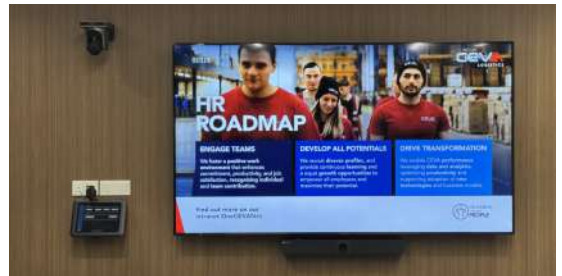 CEVA
LOGISTICS
HR
ROADMAP
ENGAGE TEAMS
We foster a positive work
environment that enhances
commitment, productivity, and job
satisfaction, recognizing individual
and team contribution.
DEVELOP ALL POTENTIALS
We recruit diverse profiles, and
provide continuous learning and
equal growth opportunities to
empower all employees and
maximize their potential.
DRIVE TRANSFORMATION
We enable CEVA performance
leveraging data and analytics,
optimizing productivity and
supporting adoption of new
technologies and business models.
Find out more on our
intranet
PEOPLE